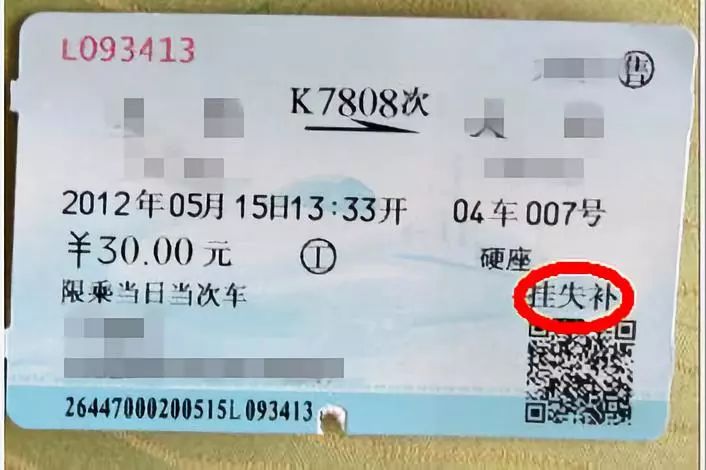 L093413
售
K7808次
2012年05月15日13:33开 04车007号
¥30.00元 工 硬座
限乘当日当次车 挂失补
26447000200515L093413